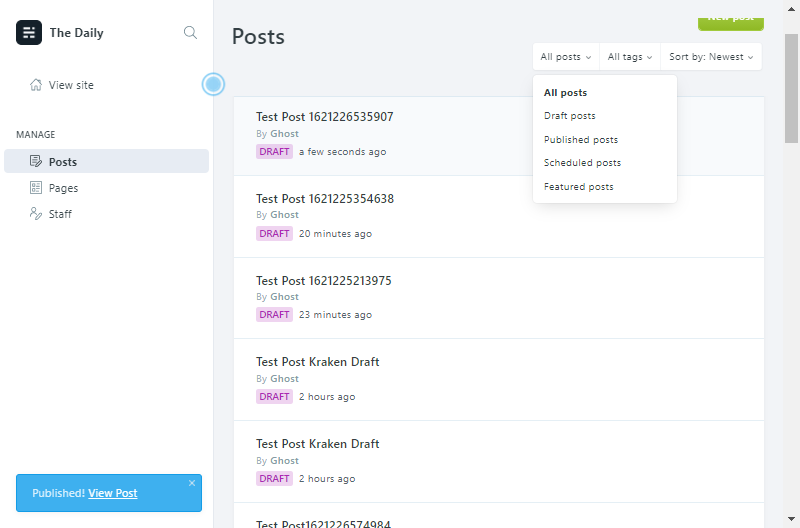 The Daily
View site
MANAGE
Posts
Pages
Staff
Published! View Post
Posts
New post
All posts
All tags
Sort by: Newest
All posts
Draft posts
Published posts
Scheduled posts
Featured posts
Test Post 1621226535907
By Ghost
DRAFT a few seconds ago
Test Post 1621225354638
By Ghost
DRAFT 20 minutes ago
Test Post 1621225213975
By Ghost
DRAFT 23 minutes ago
Test Post Kraken Draft
By Ghost
DRAFT 2 hours ago
Test Post Kraken Draft
By Ghost
DRAFT 2 hours ago
Test Post1621226574984